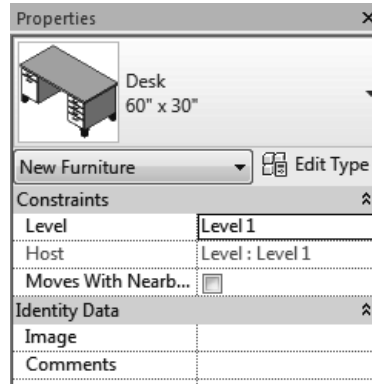 Properties ×
Desk
60" x 30"
New Furniture Edit Type
Constraints
Level Level 1
Host Level : Level 1
Moves With Nearb...
Identity Data
Image
Comments